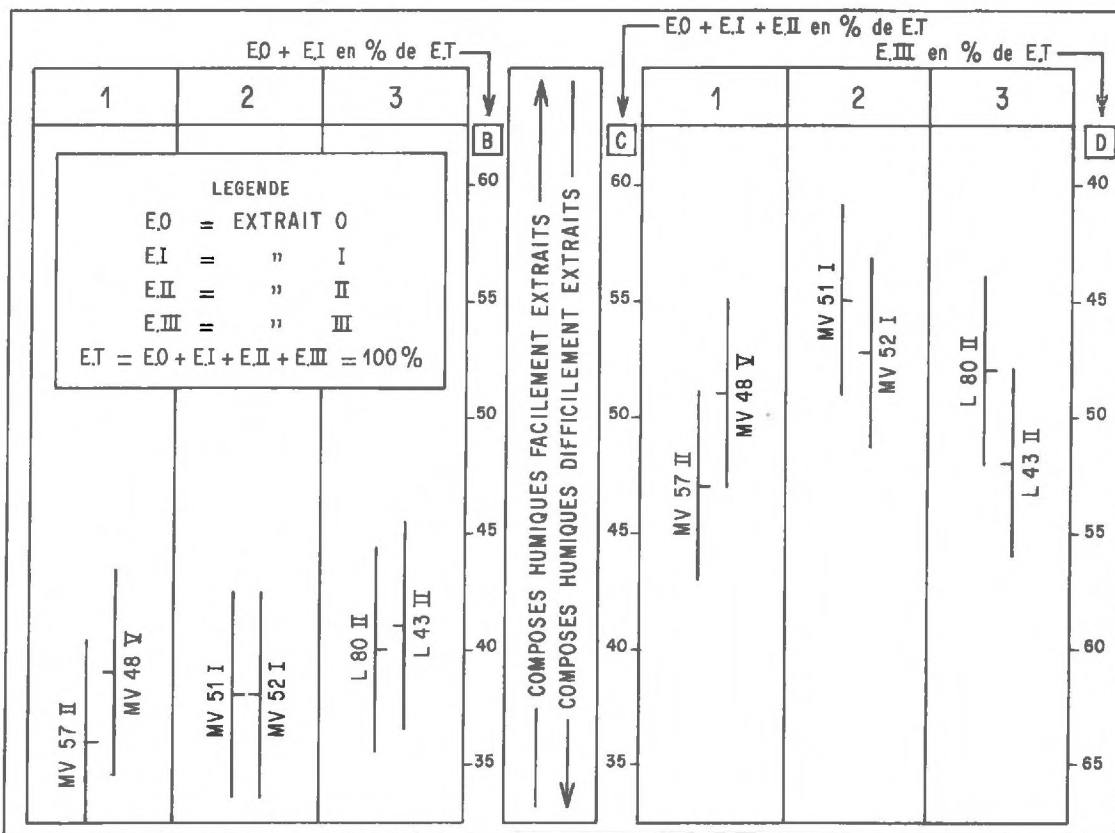 E.O + E.I en % de E.T
1 2 3
B
LEGENDE
E.O = EXTRAIT O
E.I = " I
E.II = " II
E.III = " III
E.T = E.O + E.I + E.II + E.III = 100 %
60
55
50
45
40
35
MV 57 II
MV 48 V
MV 51 I
MV 52 I
L 80 II
L 43 II
COMPOSES HUMIQUES FACILEMENT EXTRAITS
COMPOSES HUMIQUES DIFFICILEMENT EXTRAITS
E.O + E.I + E.II en % de E.T
E.III en % de E.T
C
60
55
50
45
40
35
1 2 3
MV 57 II
MV 48 V
MV 51 I
MV 52 I
L 80 II
L 43 II
D
40
45
50
55
60
65